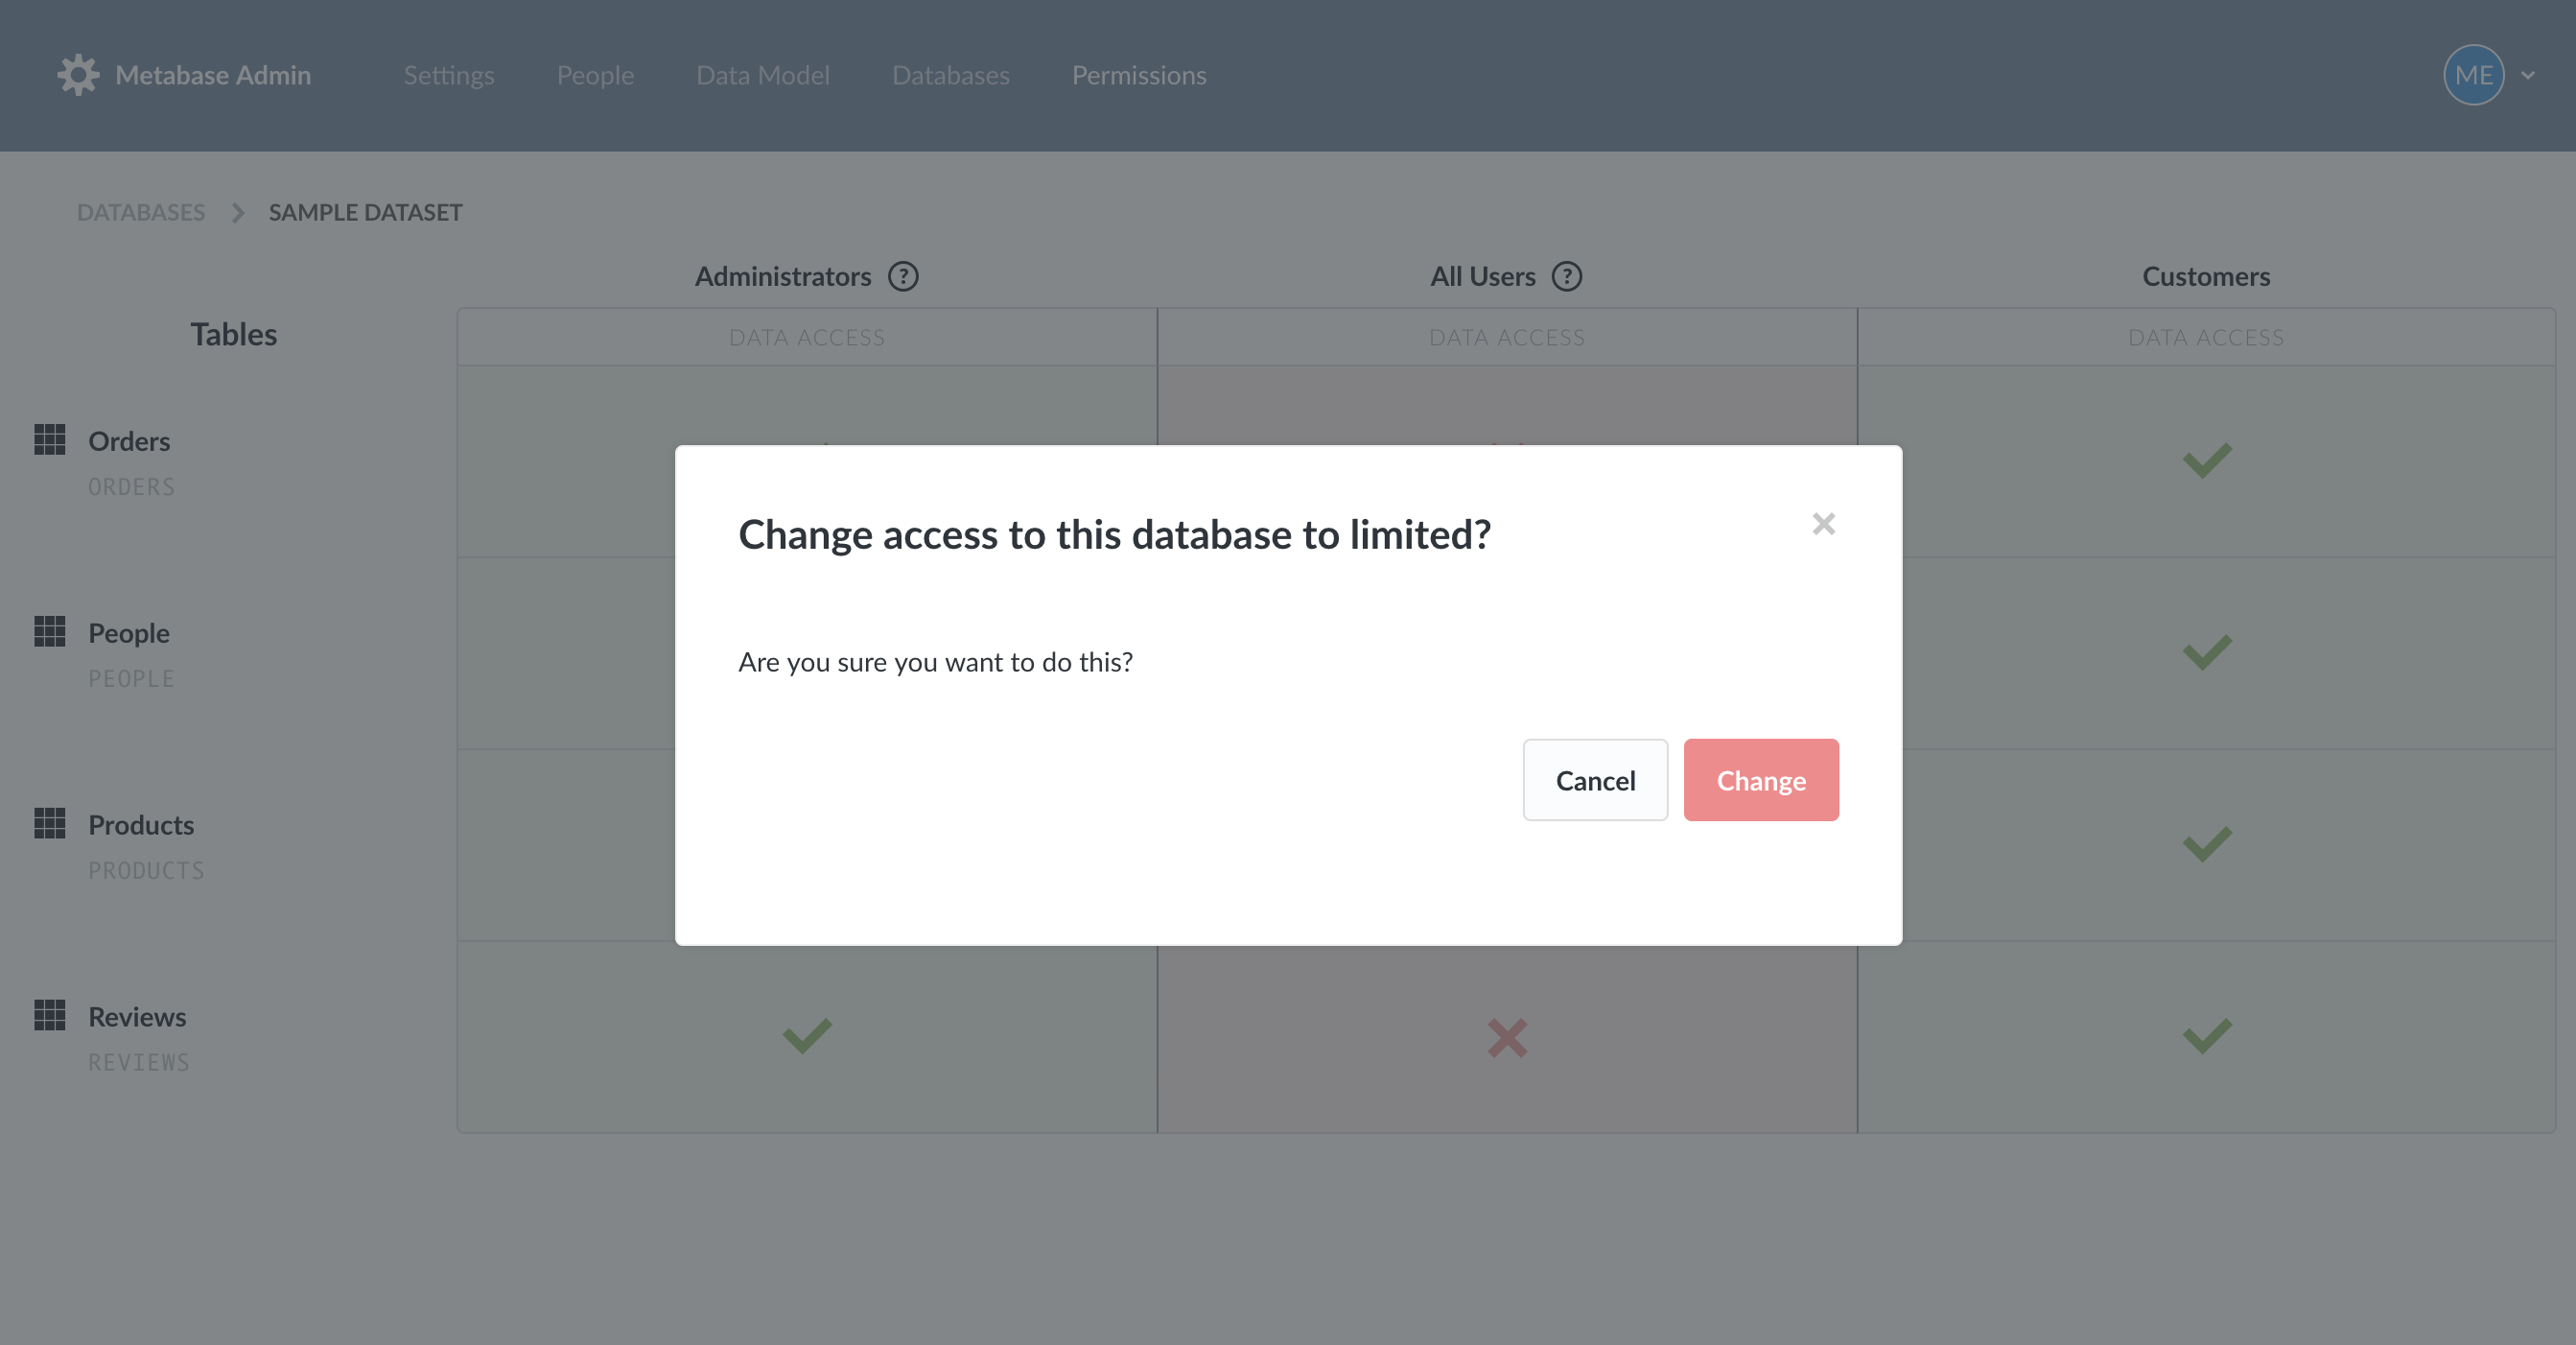 Metabase Admin Settings People Data Model Databases Permissions ME
DATABASES SAMPLE DATASET
Administrators ? All Users ? Customers
Tables
DATA ACCESS DATA ACCESS DATA ACCESS
Orders
ORDERS
Change access to this database to limited?
People
PEOPLE
Are you sure you want to do this?
Cancel Change
Products
PRODUCTS
Reviews
REVIEWS